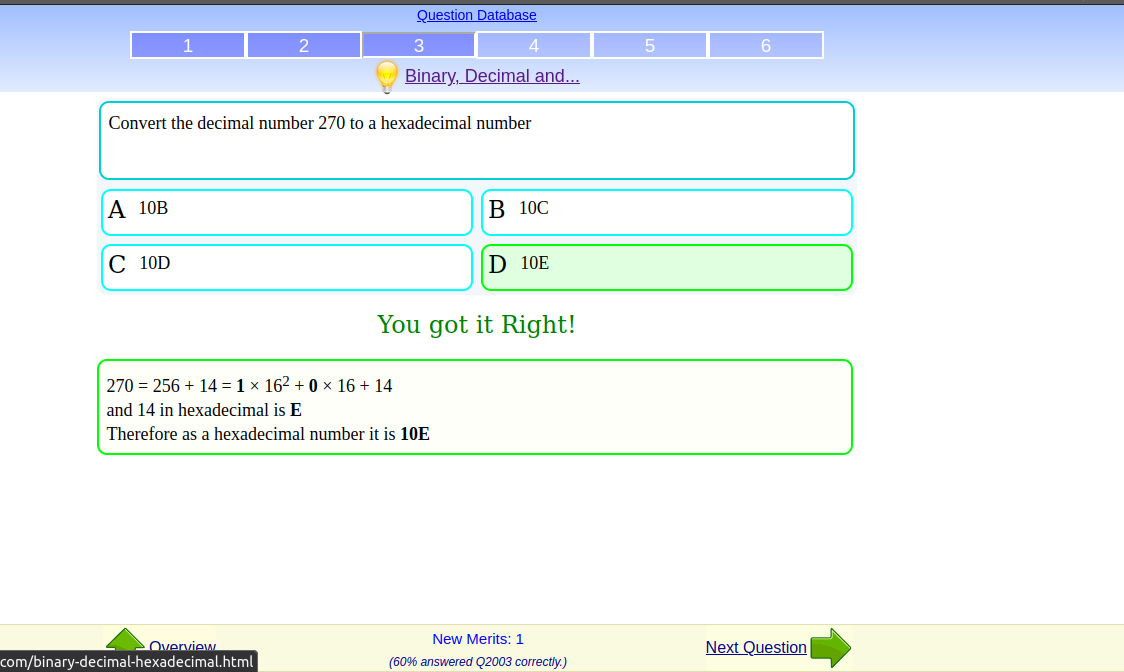 Question Database
1 2 3 4 5 6
Binary, Decimal and...
Convert the decimal number 270 to a hexadecimal number
A 10B
B 10C
C 10D
D 10E
You got it Right!
270 = 256 + 14 = 1 × 16² + 0 × 16 + 14
and 14 in hexadecimal is E
Therefore as a hexadecimal number it is 10E
Overview
New Merits: 1
Next Question
(60% answered Q2003 correctly.)
com/binary-decimal-hexadecimal.html